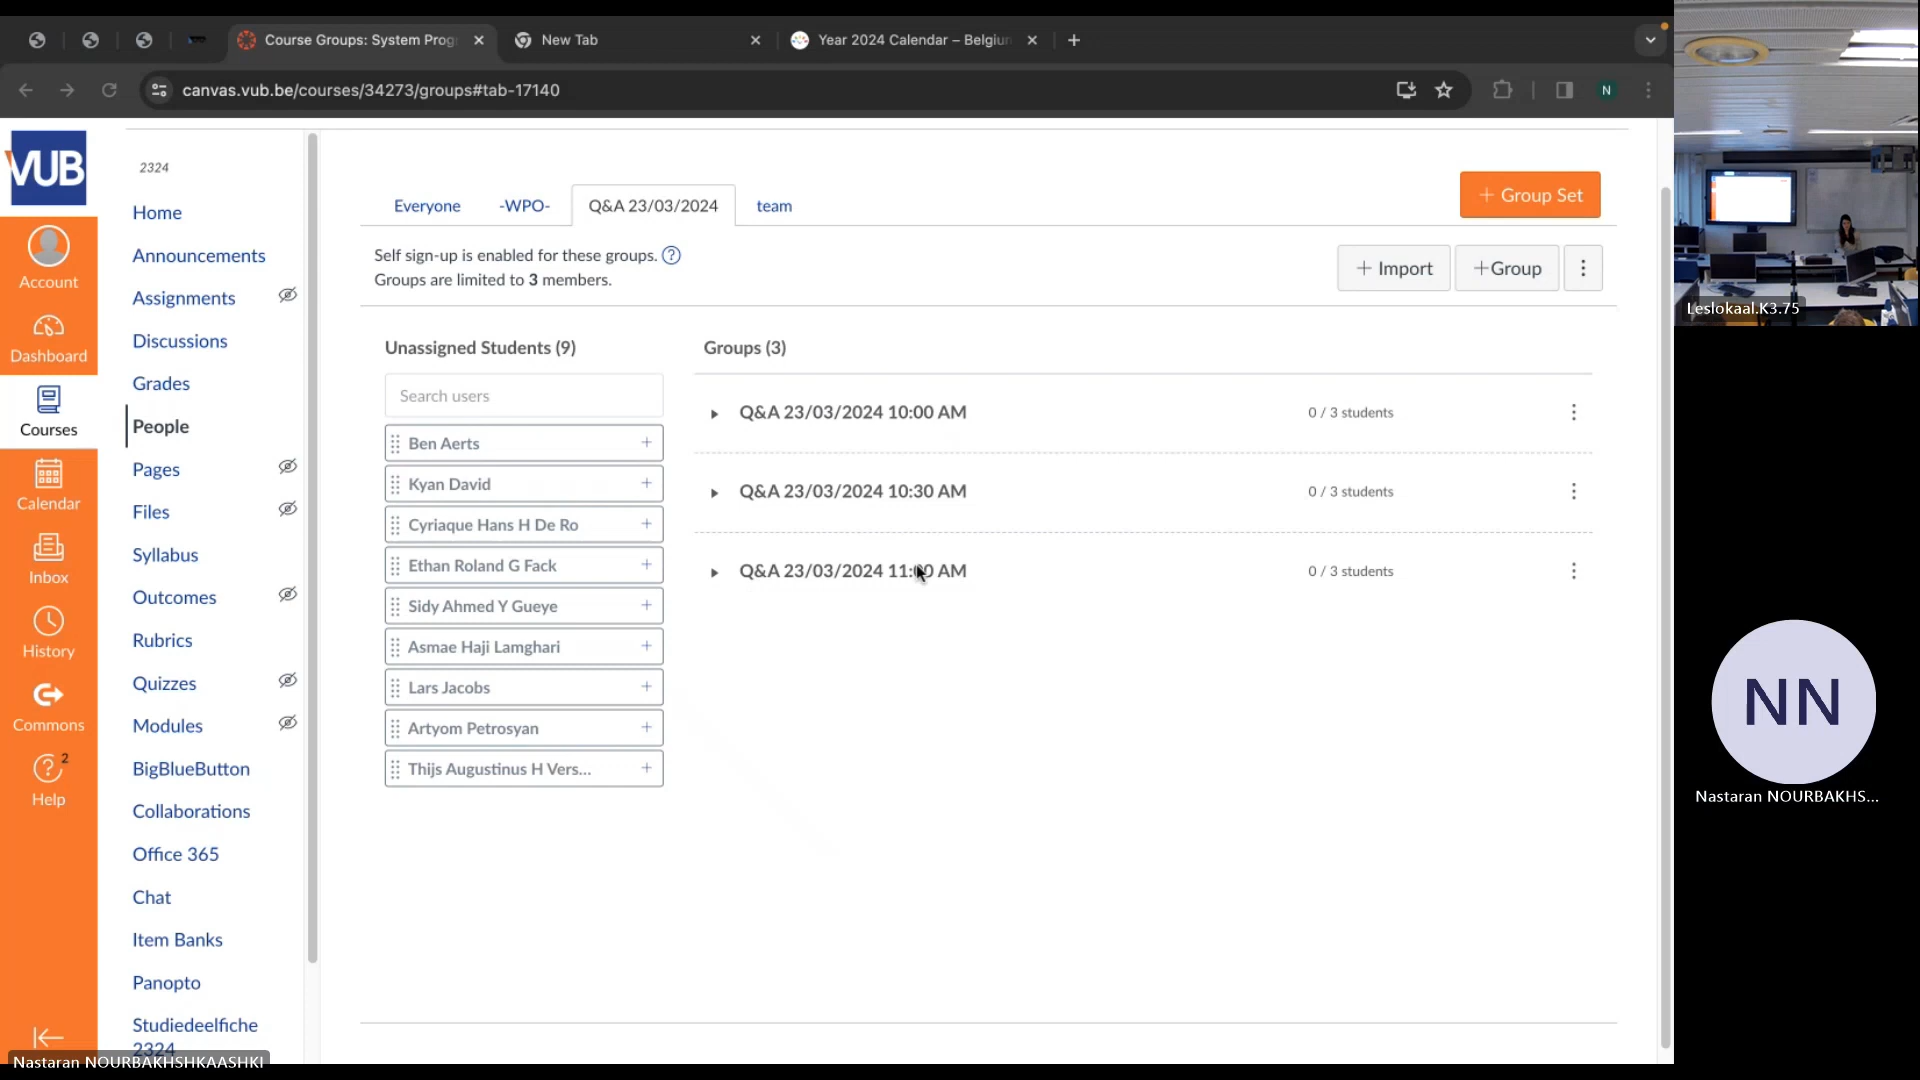 Course Groups: System Prog
New Tab
Year 2024 Calendar – Belgium
canvas.vub.be/courses/34273/groups#tab-17140
N
VUB
Account
Dashboard
Courses
Calendar
Inbox
History
Commons
2
Help
2324
Home
Announcements
Assignments
Discussions
Grades
People
Pages
Files
Syllabus
Outcomes
Rubrics
Quizzes
Modules
BigBlueButton
Collaborations
Office 365
Chat
Item Banks
Panopto
Studiedeelfiche
2324
Everyone
-WPO-
Q&A 23/03/2024
team
+ Group Set
Self sign-up is enabled for these groups. ?
Groups are limited to 3 members.
+ Import
+Group
Unassigned Students (9)
Search users
Ben Aerts +
Kyan David +
Cyriaque Hans H De Ro +
Ethan Roland G Fack +
Sidy Ahmed Y Gueye +
Asmae Haji Lamghari +
Lars Jacobs +
Artyom Petrosyan +
Thijs Augustinus H Vers... +
Groups (3)
Q&A 23/03/2024 10:00 AM 0 / 3 students
Q&A 23/03/2024 10:30 AM 0 / 3 students
Q&A 23/03/2024 11:00 AM 0 / 3 students
Leslokaal.K3.75
NN
Nastaran NOURBAKHS...
Nastaran NOURBAKHSHKAASHKI